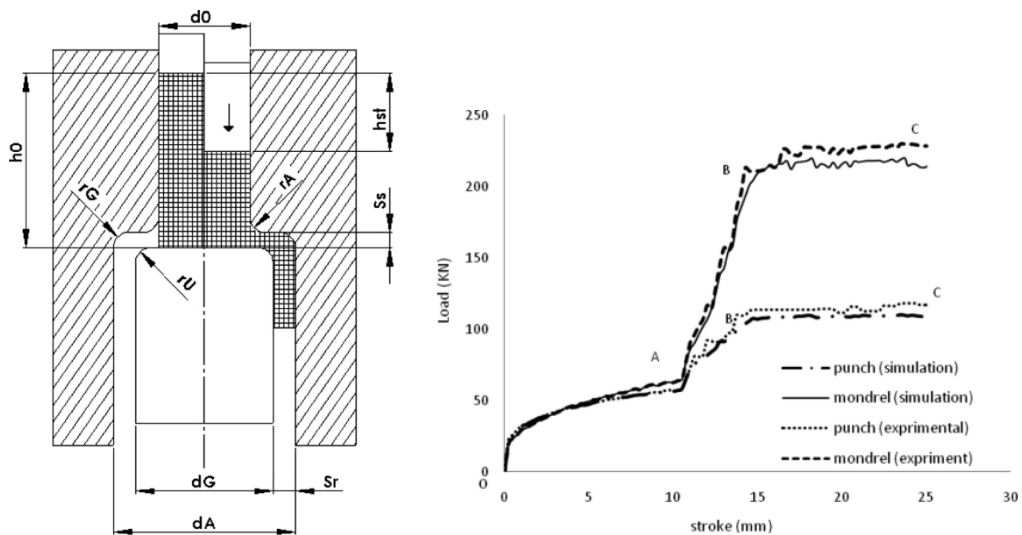 d0
h0
hst
rG
rA
Ss
rU
dG
Sr
dA
250
200
150
100
50
0
O
0
5
10
15
20
25
30
Load (KN)
stroke (mm)
A
B
C
B
C
punch (simulation)
mondrel (simulation)
punch (exprimental)
mondrel (expriment)